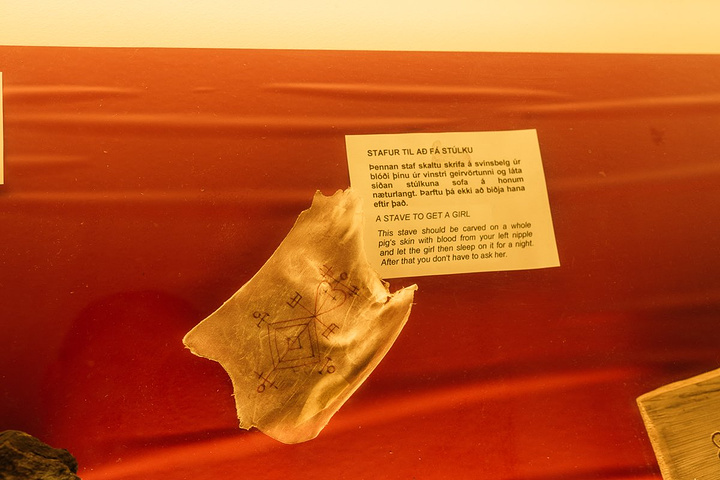 STAFUR TIL AÐ FÁ STÚLKU
Þennan staf skaltu skrifa á svínsbelg úr
blóði þínu úr vinstri geirvörtunni og láta
síðan stúlkuna sofa á honum
næturlangt. Þarftu þá ekki að biðja hana
eftir það.
A STAVE TO GET A GIRL
This stave should be carved on a whole
pig's skin with blood from your left nipple
and let the girl then sleep on it for a night.
After that you don't have to ask her.